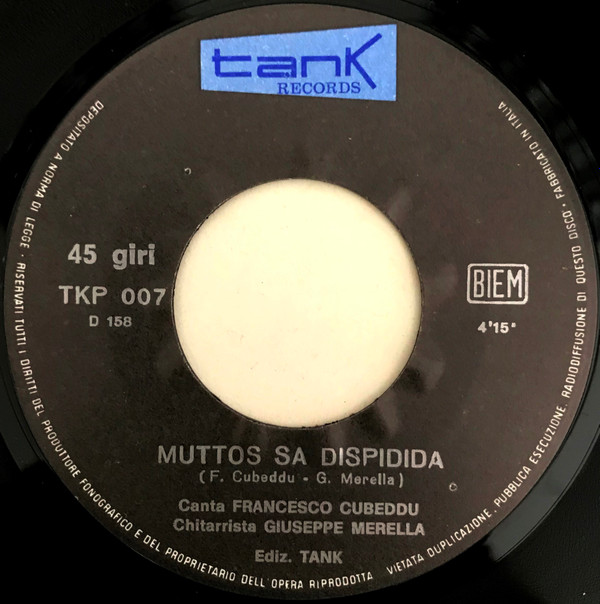 tank
RECORDS
45 giri
TKP 007
D 158
BIEM
4'15"
MUTTOS SA DISPIDIDA
(F. Cubeddu - G. Merella)
Canta FRANCESCO CUBEDDU
Chitarrista GIUSEPPE MERELLA
Ediz. TANK
DEPOSITATO A NORMA DI LEGGE · RISERVATI TUTTI I DIRITTI DEL PRODUTTORE FONOGRAFICO E DEL PROPRIETARIO DELL'OPERA RIPRODOTTA VIETATA DUPLICAZIONE, PUBBLICA ESECUZIONE, RADIODIFFUSIONE DI QUESTO DISCO · FABBRICATO IN ITALIA